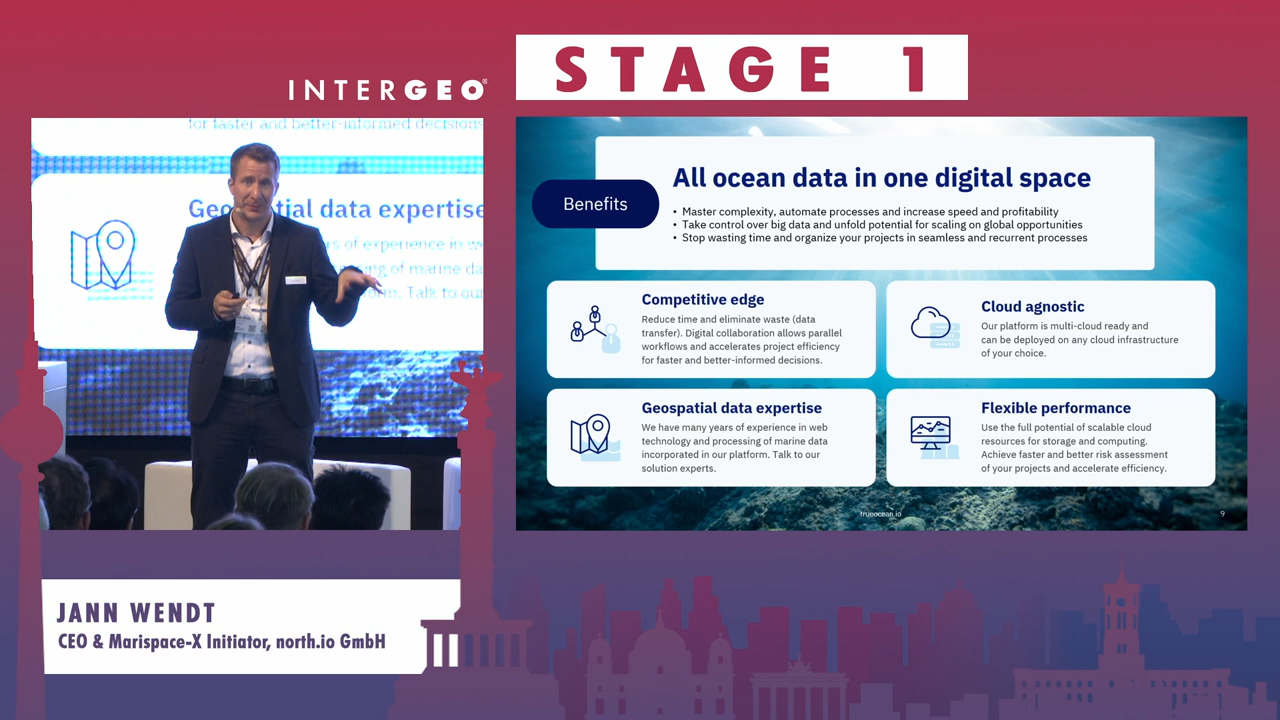 STAGE 1
INTERGEO®
for faster and better-informed decisions
Geospatial data expertise
All ocean data in one digital space
Benefits
• Master complexity, automate processes and increase speed and profitability
• Take control over big data and unfold potential for scaling on global opportunities
• Stop wasting time and organize your projects in seamless and recurrent processes
Competitive edge
Reduce time and eliminate waste (data
transfer). Digital collaboration allows parallel
workflows and accelerates project efficiency
for faster and better-informed decisions.
Cloud agnostic
Our platform is multi-cloud ready and
can be deployed on any cloud infrastructure
of your choice.
Geospatial data expertise
We have many years of experience in web
technology and processing of marine data
incorporated in our platform. Talk to our
solution experts.
Flexible performance
Use the full potential of scalable cloud
resources for storage and computing.
Achieve faster and better risk assessment
of your projects and accelerate efficiency.
trueocean.io
9
JANN WENDT
CEO & Marispace-X Initiator, north.io GmbH